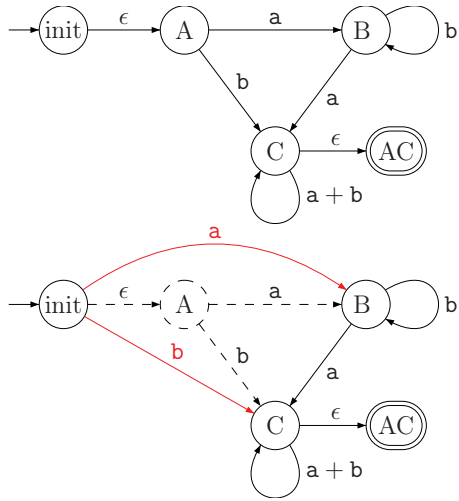 ϵ a
init A B b
b a
C ϵ AC
a + b
a
init ϵ A a B b
b b a
C ϵ AC
a + b